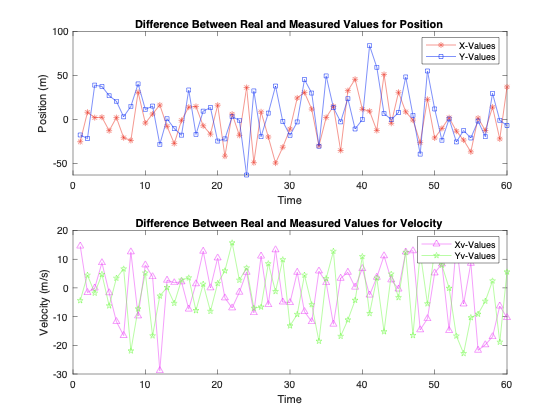 Difference Between Real and Measured Values for Position
100
50
0
-50
Position (m)
X-Values
Y-Values
0 10 20 30 40 50 60
Time
Difference Between Real and Measured Values for Velocity
20
10
0
-10
-20
-30
Velocity (m/s)
Xv-Values
Yv-Values
0 10 20 30 40 50 60
Time